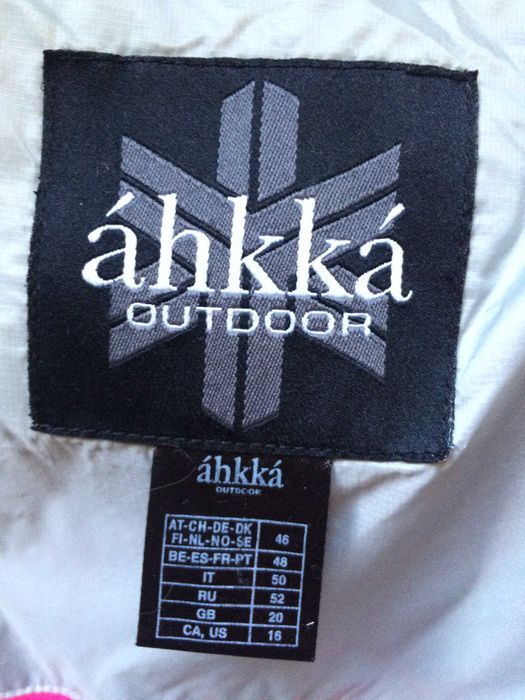 áhkká
OUTDOOR
áhkká
OUTDOOR
AT-CH-DE-DK
FI-NL-NO-SE 46
BE-ES-FR-PT 48
IT 50
RU 52
GB 20
CA, US 16